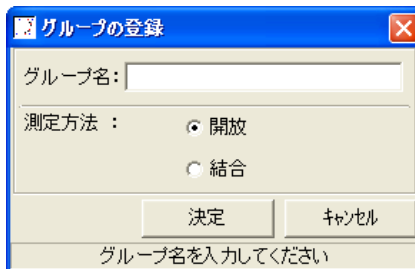 グループの登録
グループ名:
測定方法 :
開放
結合
決定 ｷｬﾝｾﾙ
グループ名を入力してください